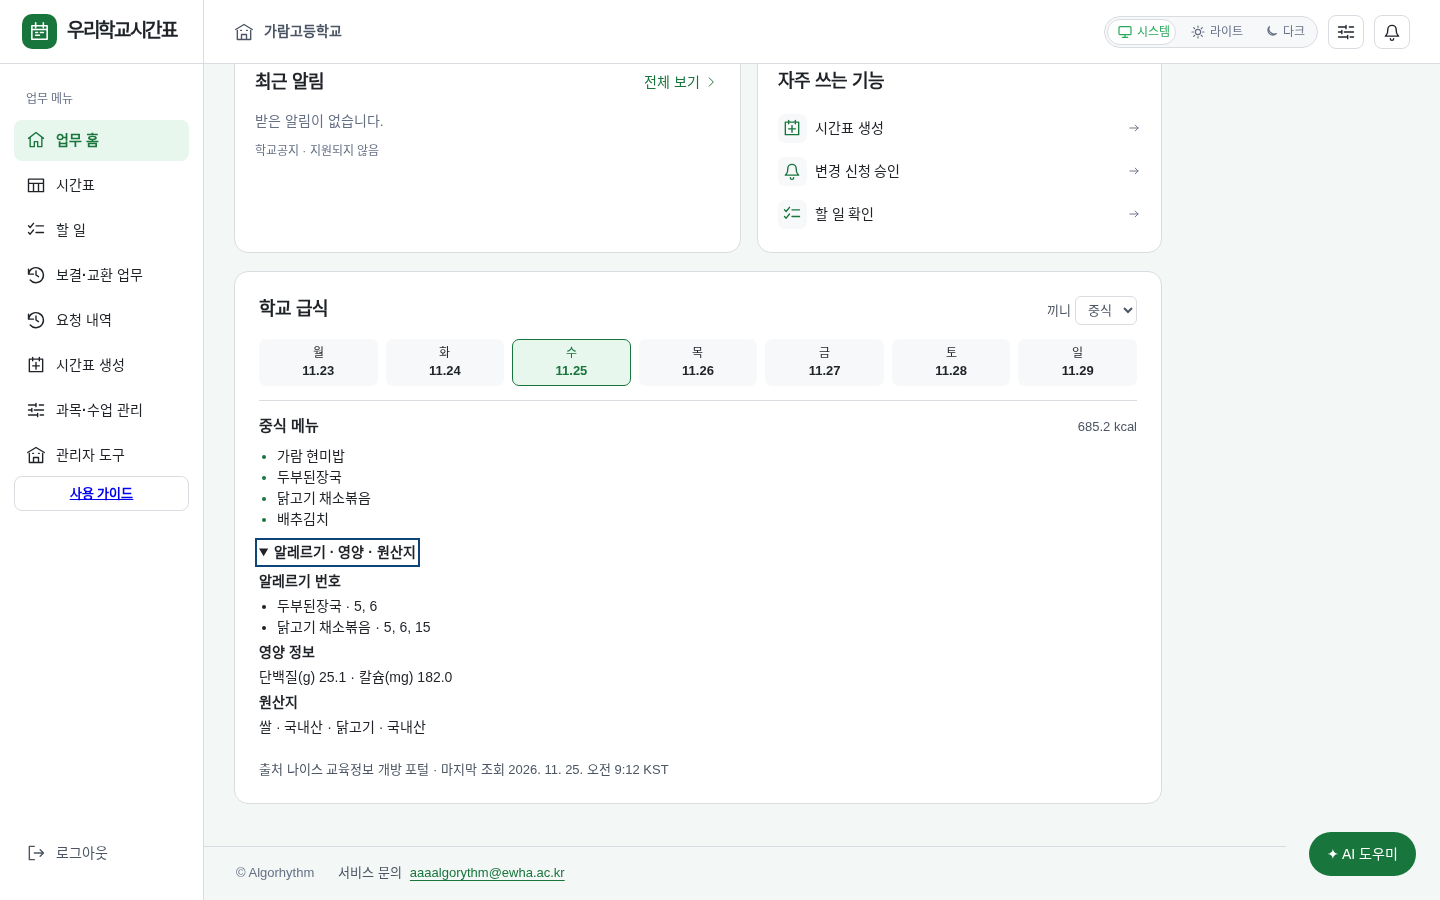 우리학교시간표
가람고등학교
시스템
라이트
다크
업무 메뉴
업무 홈
시간표
할 일
보결·교환 업무
요청 내역
시간표 생성
과목·수업 관리
관리자 도구
사용 가이드
로그아웃
최근 알림
전체 보기
받은 알림이 없습니다.
학교공지 · 지원되지 않음
자주 쓰는 기능
시간표 생성
변경 신청 승인
할 일 확인
학교 급식
끼니 중식
월 화 수 목 금 토 일
11.23 11.24 11.25 11.26 11.27 11.28 11.29
중식 메뉴
685.2 kcal
가람 현미밥
두부된장국
닭고기 채소볶음
배추김치
알레르기 · 영양 · 원산지
알레르기 번호
두부된장국 · 5, 6
닭고기 채소볶음 · 5, 6, 15
영양 정보
단백질(g) 25.1 · 칼슘(mg) 182.0
원산지
쌀 · 국내산 · 닭고기 · 국내산
출처 나이스 교육정보 개방 포털 · 마지막 조회 2026. 11. 25. 오전 9:12 KST
© Algorhythm 서비스 문의 aaaalgorythm@ewha.ac.kr
✦ AI 도우미